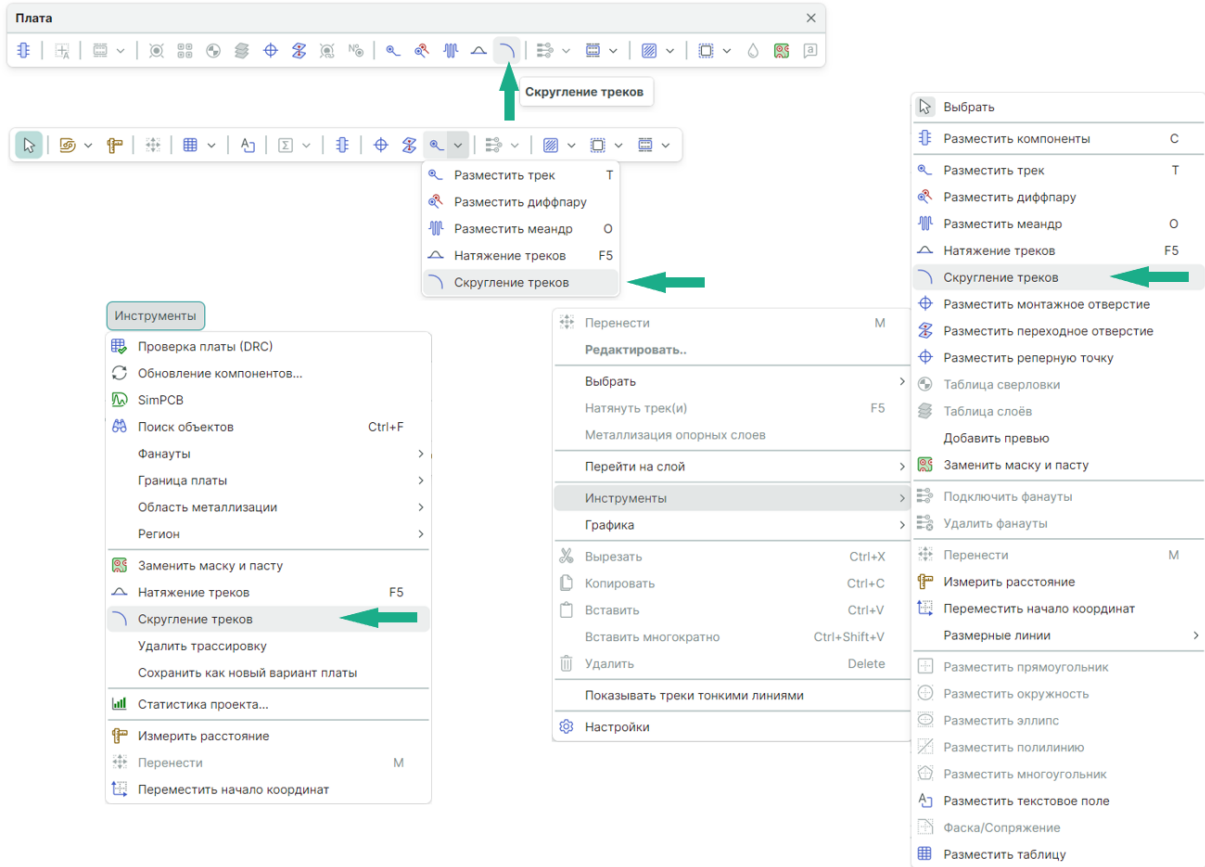 Плата
Скругление треков
Разместить трек T
Разместить диффпару
Разместить меандр O
Натяжение треков F5
Скругление треков
Инструменты
Проверка платы (DRC)
Обновление компонентов...
SimPCB
Поиск объектов Ctrl+F
Фанауты
Граница платы
Область металлизации
Регион
Заменить маску и пасту
Натяжение треков F5
Скругление треков
Удалить трассировку
Сохранить как новый вариант платы
Статистика проекта...
Измерить расстояние
Перенести M
Переместить начало координат
Перенести M
Редактировать..
Выбрать
Натянуть трек(и) F5
Металлизация опорных слоев
Перейти на слой
Инструменты
Графика
Вырезать Ctrl+X
Копировать Ctrl+C
Вставить Ctrl+V
Вставить многократно Ctrl+Shift+V
Удалить Delete
Показывать треки тонкими линиями
Настройки
Выбрать
Разместить компоненты C
Разместить трек T
Разместить диффпару
Разместить меандр O
Натяжение треков F5
Скругление треков
Разместить монтажное отверстие
Разместить переходное отверстие
Разместить реперную точку
Таблица сверловки
Таблица слоёв
Добавить превью
Заменить маску и пасту
Подключить фанауты
Удалить фанауты
Перенести M
Измерить расстояние
Переместить начало координат
Размерные линии
Разместить прямоугольник
Разместить окружность
Разместить эллипс
Разместить полилинию
Разместить многоугольник
Разместить текстовое поле
Фаска/Сопряжение
Разместить таблицу